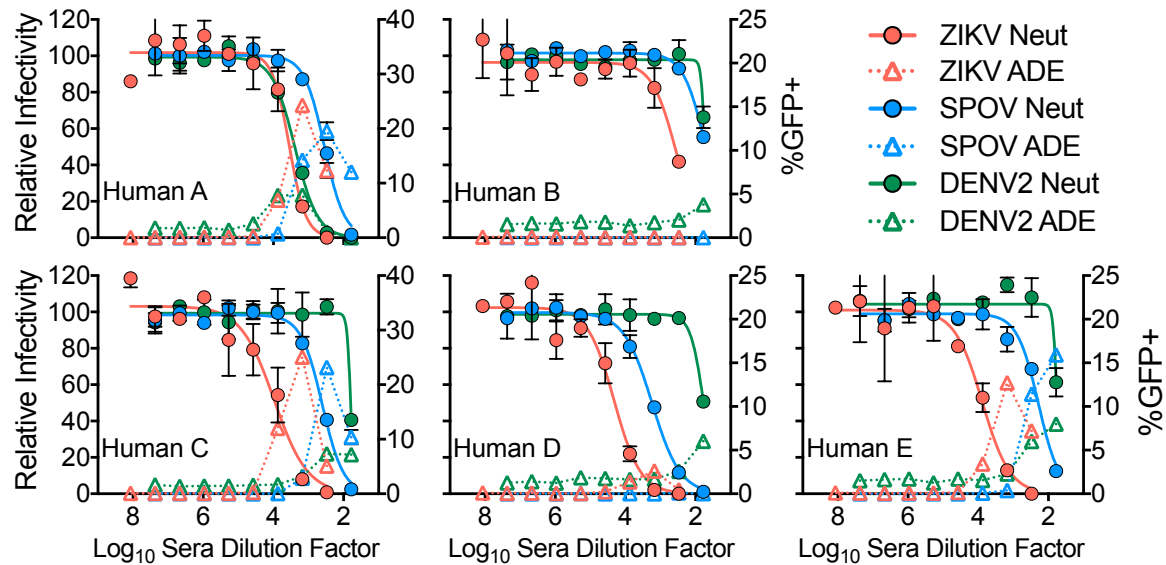 Relative Infectivity
120
100
80
60
40
20
0
40
30
20
10
0
Human A
25
20
15
10
5
0
Human B
%GFP+
ZIKV Neut
ZIKV ADE
SPOV Neut
SPOV ADE
DENV2 Neut
DENV2 ADE
Relative Infectivity
120
100
80
60
40
20
0
40
30
20
10
0
Human C
8 6 4 2
Log10 Sera Dilution Factor
25
20
15
10
5
0
Human D
8 6 4 2
Log10 Sera Dilution Factor
25
20
15
10
5
0
Human E
%GFP+
8 6 4 2
Log10 Sera Dilution Factor